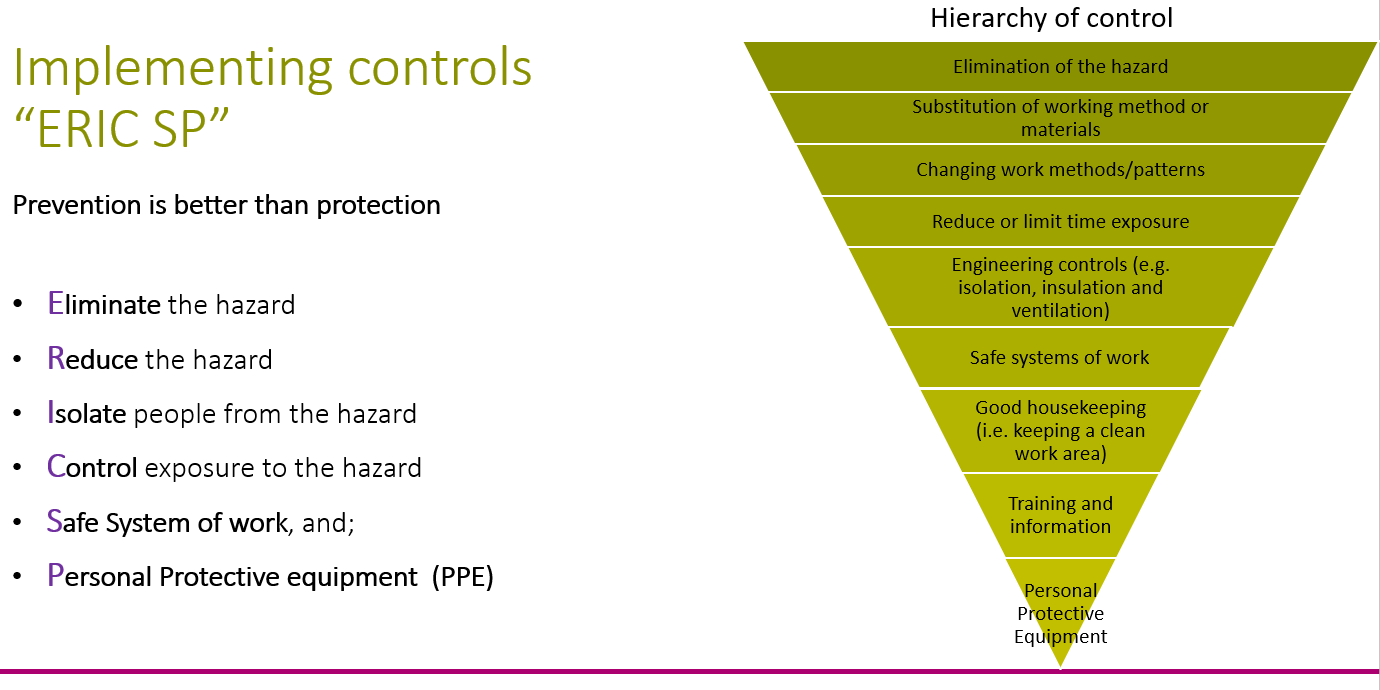 Implementing controls
“ERIC SP”
Prevention is better than protection
• Eliminate the hazard
• Reduce the hazard
• Isolate people from the hazard
• Control exposure to the hazard
• Safe System of work, and;
• Personal Protective equipment (PPE)
Hierarchy of control
Elimination of the hazard
Substitution of working method or
materials
Changing work methods/patterns
Reduce or limit time exposure
Engineering controls (e.g.
isolation, insulation and
ventilation)
Safe systems of work
Good housekeeping
(i.e. keeping a clean
work area)
Training and
information
Personal
Protective
Equipment